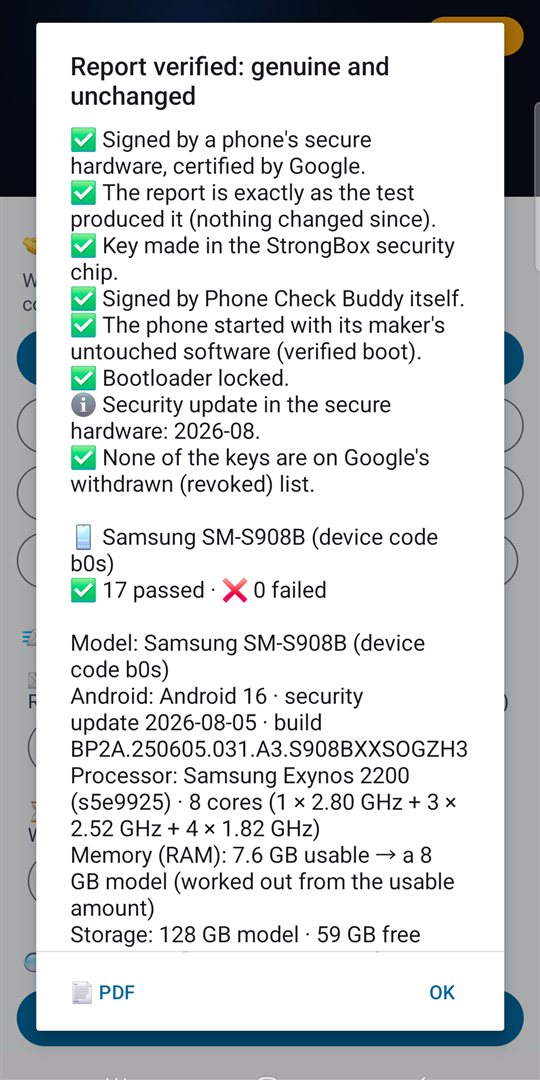 Report verified: genuine and
unchanged
✅ Signed by a phone's secure
hardware, certified by Google.
✅ The report is exactly as the test
produced it (nothing changed since).
✅ Key made in the StrongBox security
chip.
✅ Signed by Phone Check Buddy itself.
✅ The phone started with its maker's
untouched software (verified boot).
✅ Bootloader locked.
ℹ️ Security update in the secure
hardware: 2026-08.
✅ None of the keys are on Google's
withdrawn (revoked) list.
📱 Samsung SM-S908B (device code
b0s)
✅ 17 passed · ❌ 0 failed
Model: Samsung SM-S908B (device
code b0s)
Android: Android 16 · security
update 2026-08-05 · build
BP2A.250605.031.A3.S908BXXSOGZH3
Processor: Samsung Exynos 2200
(s5e9925) · 8 cores (1 × 2.80 GHz + 3 ×
2.52 GHz + 4 × 1.82 GHz)
Memory (RAM): 7.6 GB usable → a 8
GB model (worked out from the usable
amount)
Storage: 128 GB model · 59 GB free
📄 PDF
OK